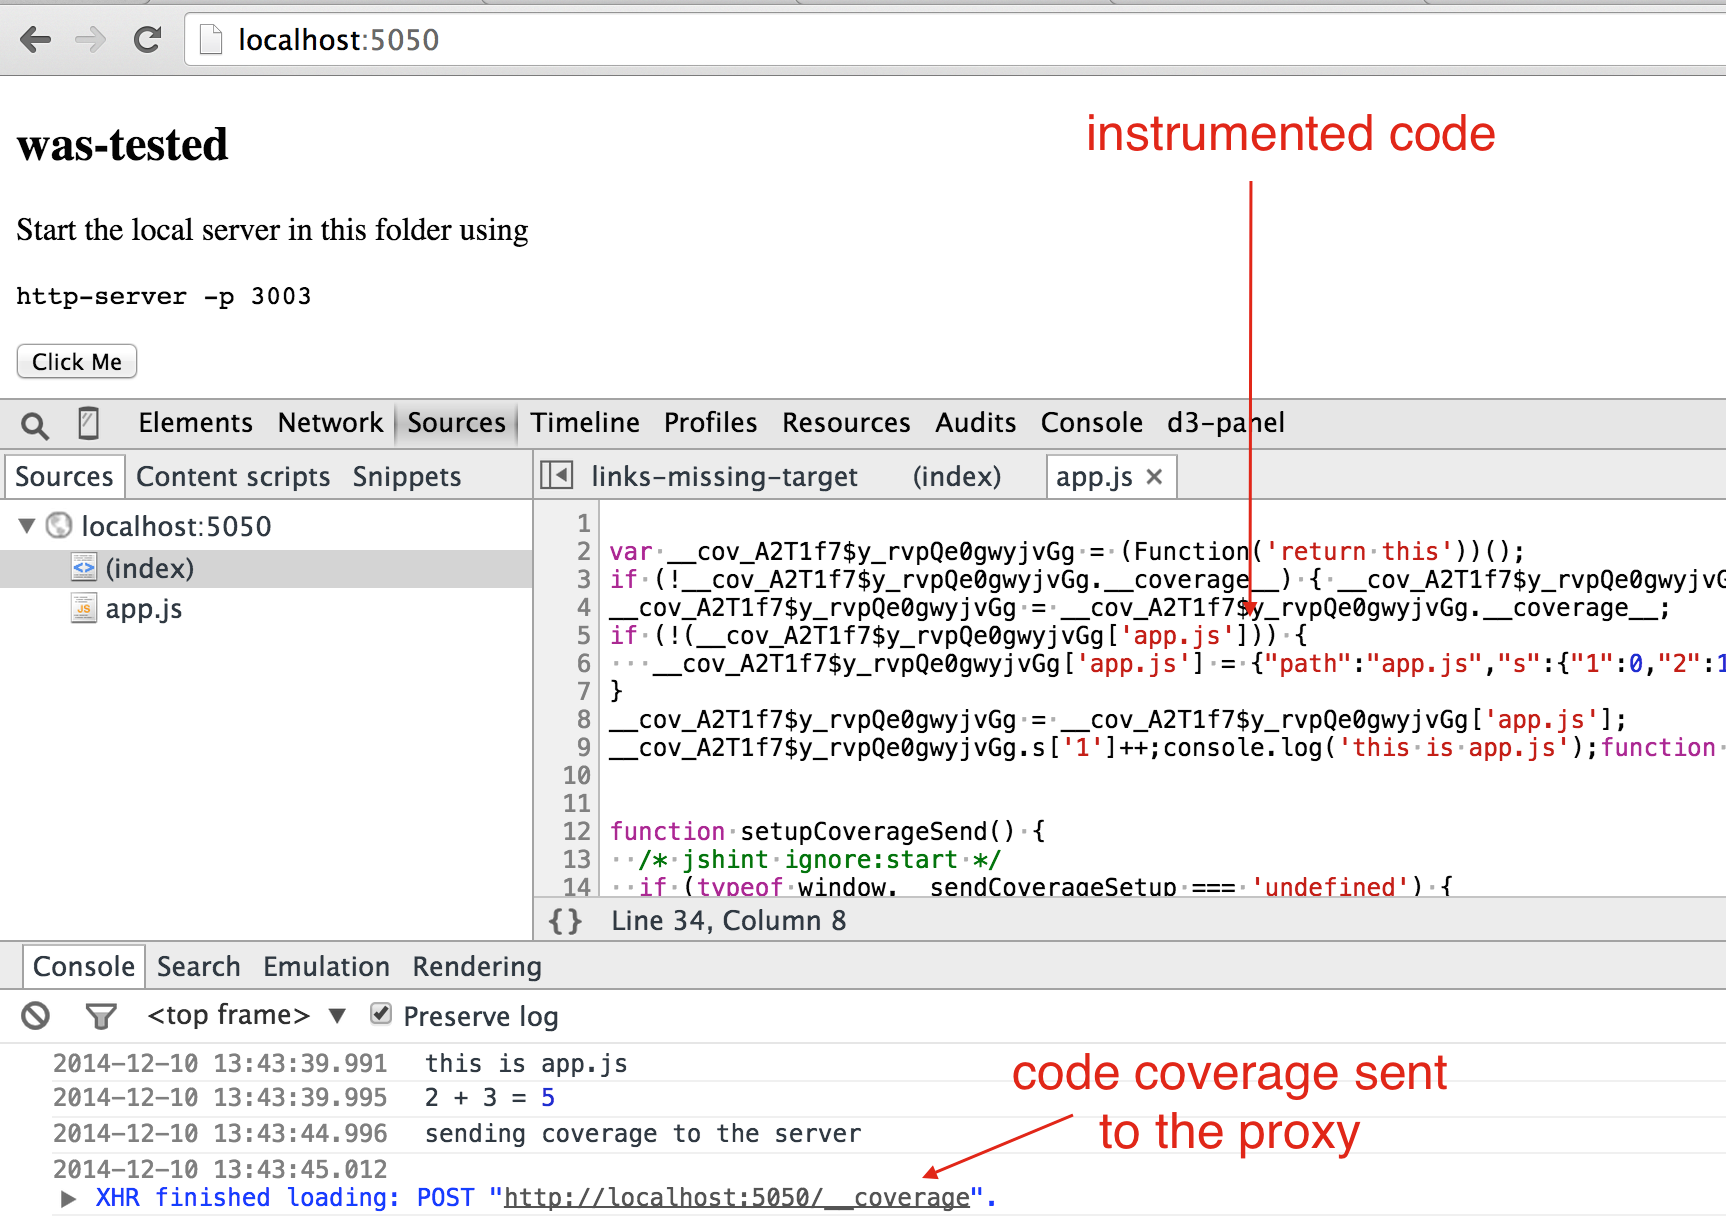 localhost:5050
was-tested
instrumented code
Start the local server in this folder using
http-server -p 3003
Click Me
Elements Network Sources Timeline Profiles Resources Audits Console d3-panel
Sources Content scripts Snippets
links-missing-target (index) app.js ×
localhost:5050
(index)
app.js
1
2 var __cov_A2T1f7$y_rvpQe0gwyjvGg = (Function('return this'))();
3 if (!__cov_A2T1f7$y_rvpQe0gwyjvGg.__coverage__) { __cov_A2T1f7$y_rvpQe0gwyjvG
4 __cov_A2T1f7$y_rvpQe0gwyjvGg = __cov_A2T1f7$y_rvpQe0gwyjvGg.__coverage__;
5 if (!(__cov_A2T1f7$y_rvpQe0gwyjvGg['app.js'])) {
6 __cov_A2T1f7$y_rvpQe0gwyjvGg['app.js'] = {"path":"app.js","s":{"1":0,"2":1
7 }
8 __cov_A2T1f7$y_rvpQe0gwyjvGg = __cov_A2T1f7$y_rvpQe0gwyjvGg['app.js'];
9 __cov_A2T1f7$y_rvpQe0gwyjvGg.s['1']++;console.log('this is app.js');function
10
11
12 function setupCoverageSend() {
13 /* jshint ignore:start */
14 if (typeof window.__sendCoverageSetup === 'undefined') {
{} Line 34, Column 8
Console Search Emulation Rendering
<top frame> ▼ Preserve log
2014-12-10 13:43:39.991 this is app.js
2014-12-10 13:43:39.995 2 + 3 = 5
2014-12-10 13:43:44.996 sending coverage to the server
2014-12-10 13:43:45.012
XHR finished loading: POST "http://localhost:5050/__coverage".
code coverage sent
to the proxy